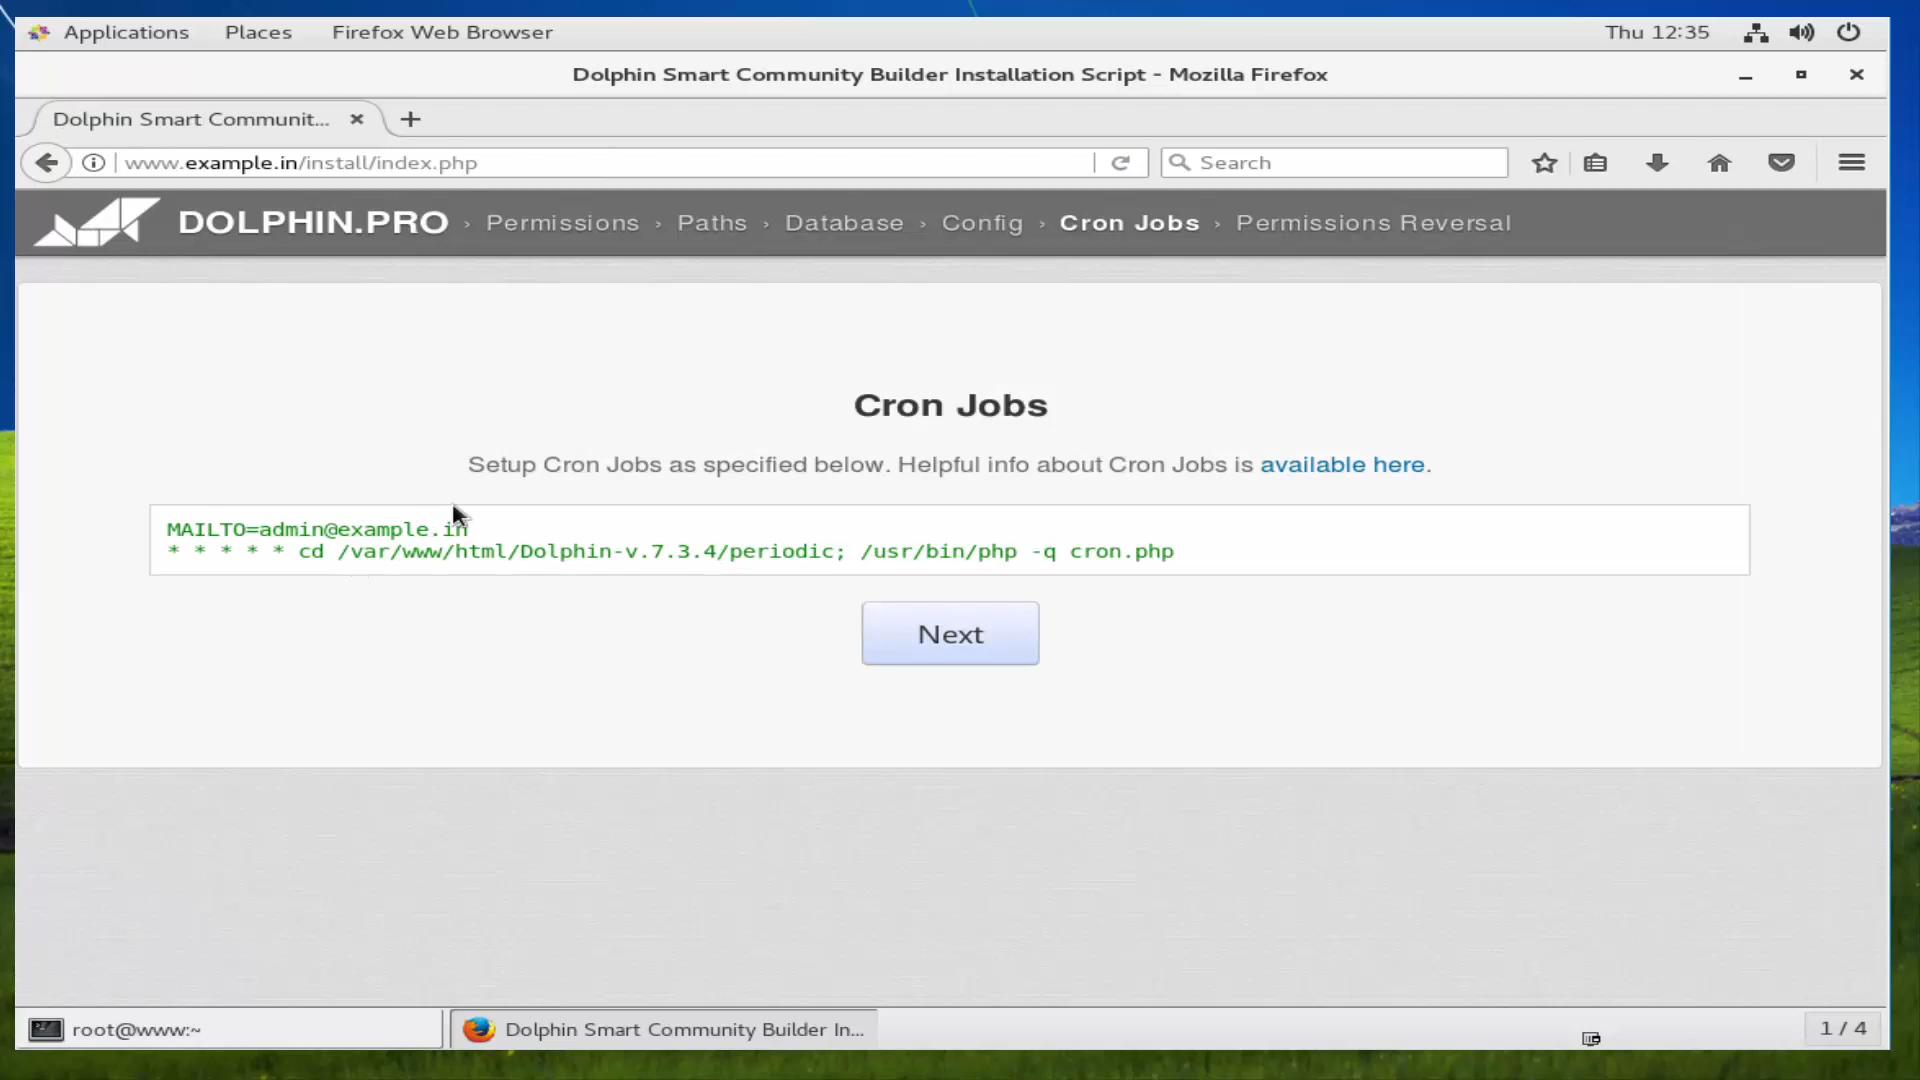 Applications Places Firefox Web Browser Thu 12:35
Dolphin Smart Community Builder Installation Script - Mozilla Firefox
Dolphin Smart Communit...
www.example.in/install/index.php Search
DOLPHIN.PRO › Permissions › Paths › Database › Config › Cron Jobs › Permissions Reversal
Cron Jobs
Setup Cron Jobs as specified below. Helpful info about Cron Jobs is available here.
MAILTO=admin@example.in
* * * * * cd /var/www/html/Dolphin-v.7.3.4/periodic; /usr/bin/php -q cron.php
Next
root@www:~ Dolphin Smart Community Builder In... 1 / 4